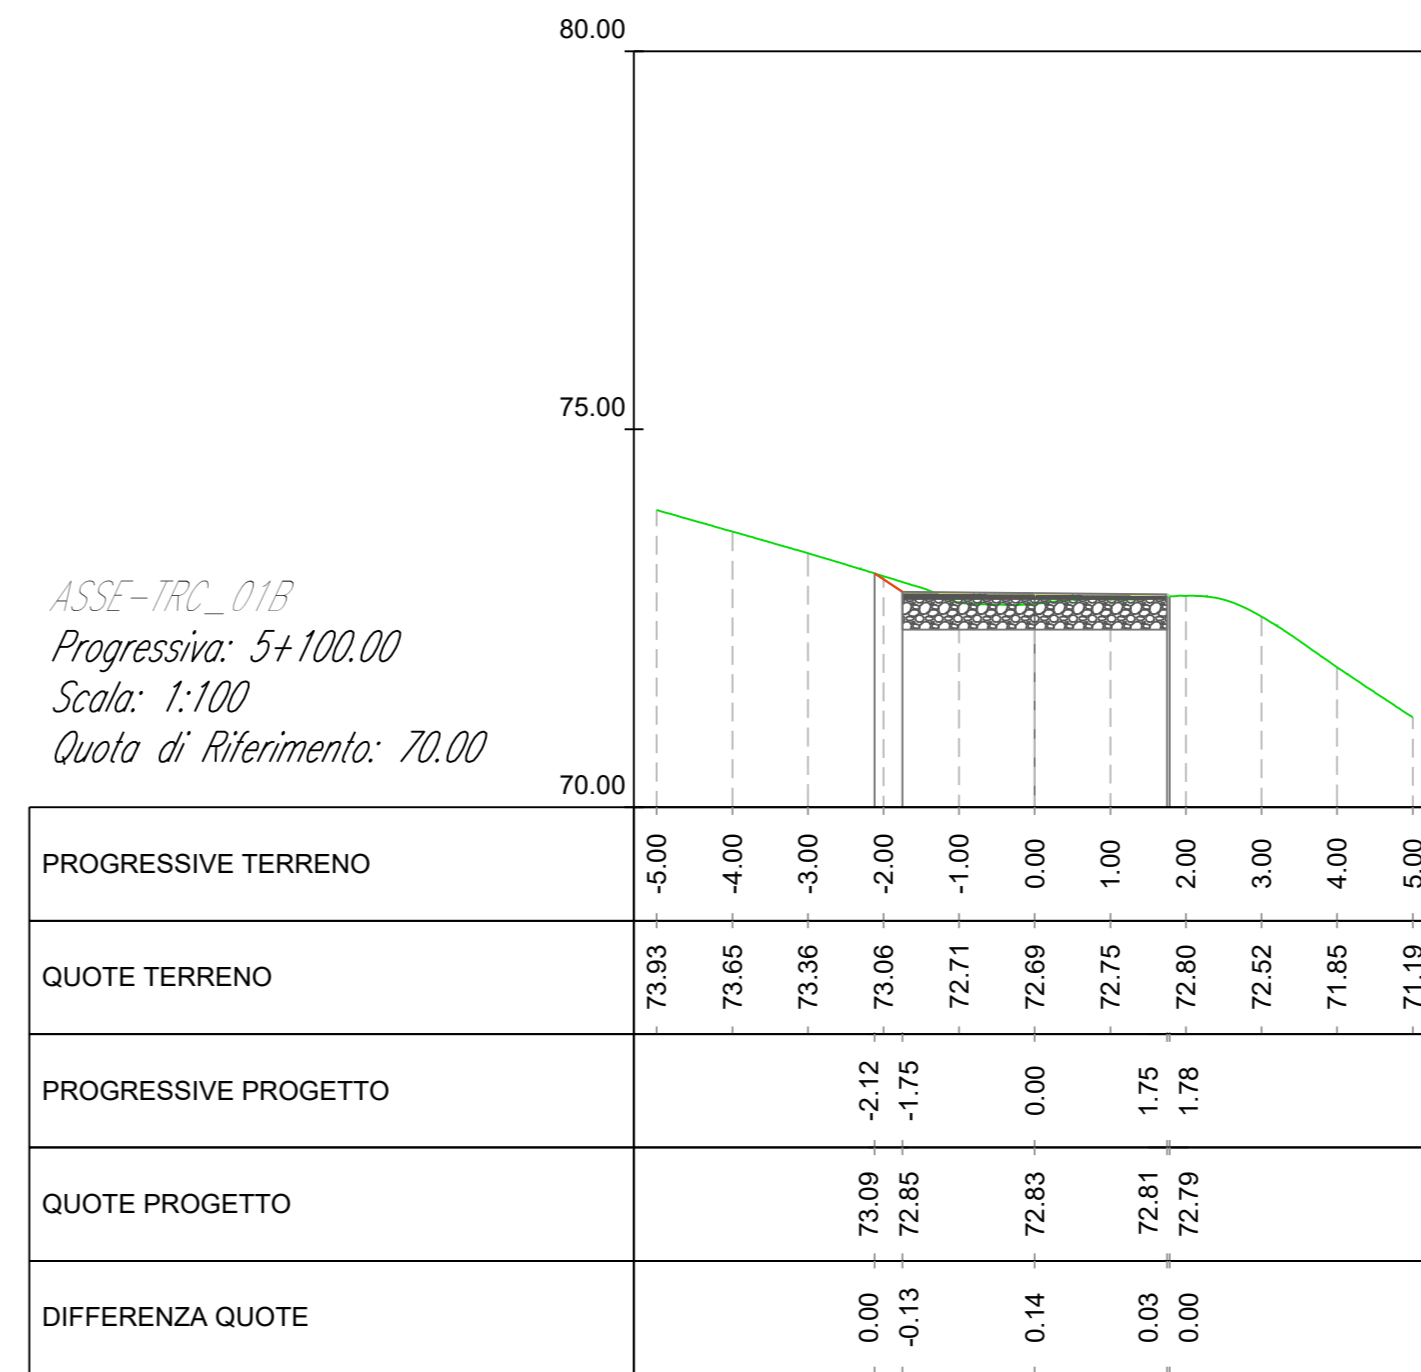 80.00
75.00
ASSE-TRC_01B
Progressiva: 5+100.00
Scala: 1:100
Quota di Riferimento: 70.00
70.00
PROGRESSIVE TERRENO -5.00 -4.00 -3.00 -2.00 -1.00 0.00 1.00 2.00 3.00 4.00 5.00
QUOTE TERRENO 73.93 73.65 73.36 73.06 72.71 72.69 72.75 72.80 72.52 71.85 71.19
PROGRESSIVE PROGETTO -2.12 -1.75 0.00 1.75 1.78
QUOTE PROGETTO 73.09 72.85 72.83 72.81 72.79
DIFFERENZA QUOTE 0.00 -0.13 0.14 0.03 0.00